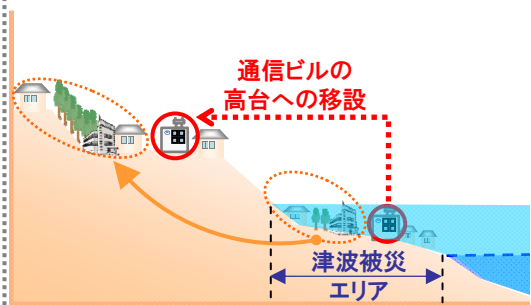 通信ビルの
高台への移設
津波被災
エリア